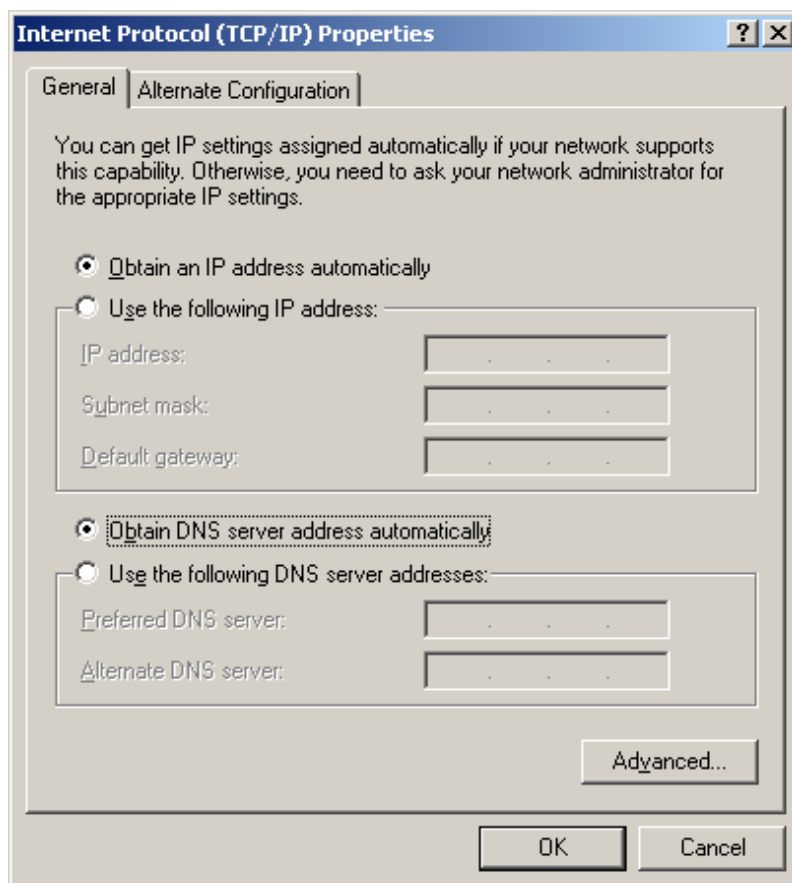 Internet Protocol (TCP/IP) Properties
General
Alternate Configuration
You can get IP settings assigned automatically if your network supports
this capability. Otherwise, you need to ask your network administrator for
the appropriate IP settings.
Obtain an IP address automatically
Use the following IP address:
IP address:
Subnet mask:
Default gateway:
Obtain DNS server address automatically
Use the following DNS server addresses:
Preferred DNS server:
Alternate DNS server:
Advanced...
OK
Cancel